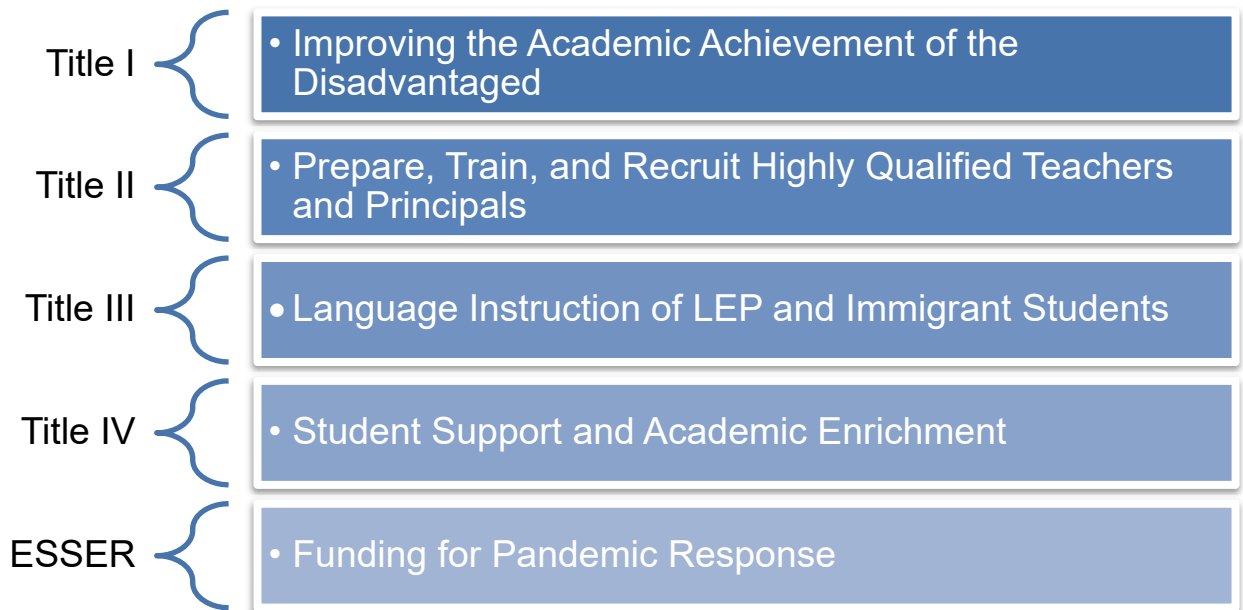 Title I
• Improving the Academic Achievement of the
Disadvantaged
Title II
• Prepare, Train, and Recruit Highly Qualified Teachers
and Principals
Title III
• Language Instruction of LEP and Immigrant Students
Title IV
• Student Support and Academic Enrichment
ESSER
• Funding for Pandemic Response